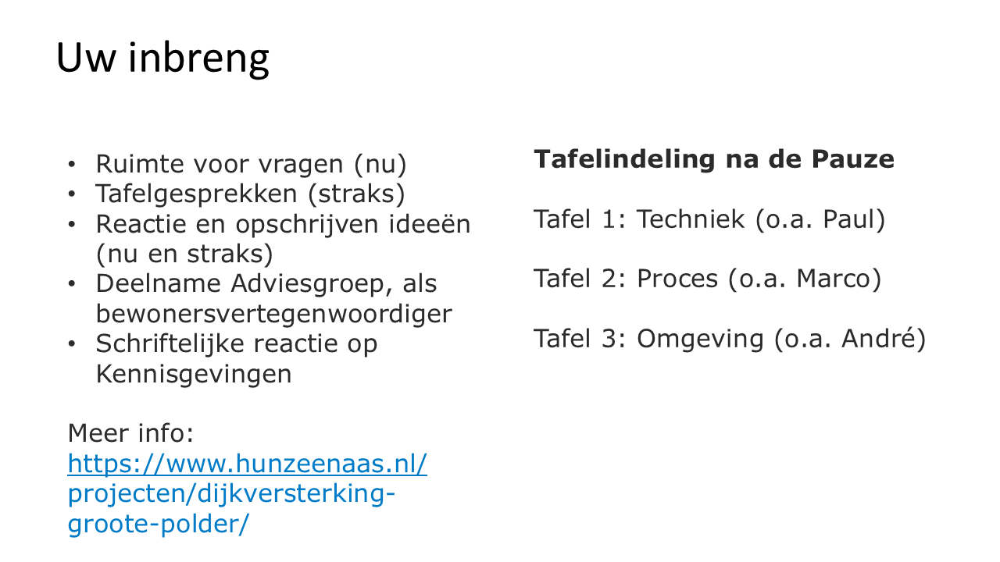 Uw inbreng
• Ruimte voor vragen (nu)
• Tafelgesprekken (straks)
• Reactie en opschrijven ideeën
(nu en straks)
• Deelname Adviesgroep, als
bewonersvertegenwoordiger
• Schriftelijke reactie op
Kennisgevingen
Meer info:
https://www.hunzeenaas.nl/
projecten/dijkversterking-
groote-polder/
Tafelindeling na de Pauze
Tafel 1: Techniek (o.a. Paul)
Tafel 2: Proces (o.a. Marco)
Tafel 3: Omgeving (o.a. André)